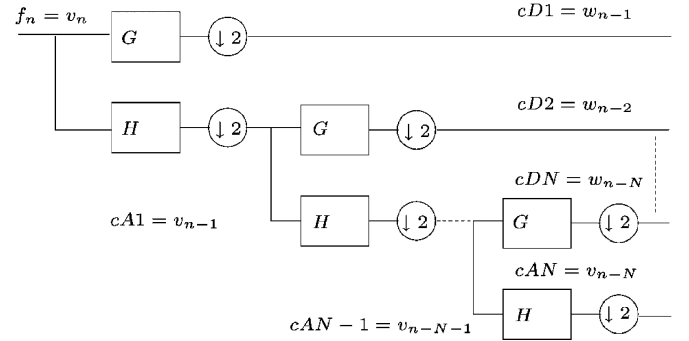 f_n = v_n
cD1 = w_{n-1}
G ↓ 2
cD2 = w_{n-2}
H ↓ 2 G ↓ 2
cDN = w_{n-N}
cA1 = v_{n-1}
H ↓ 2 G ↓ 2
cAN = v_{n-N}
cAN - 1 = v_{n-N-1}
H ↓ 2